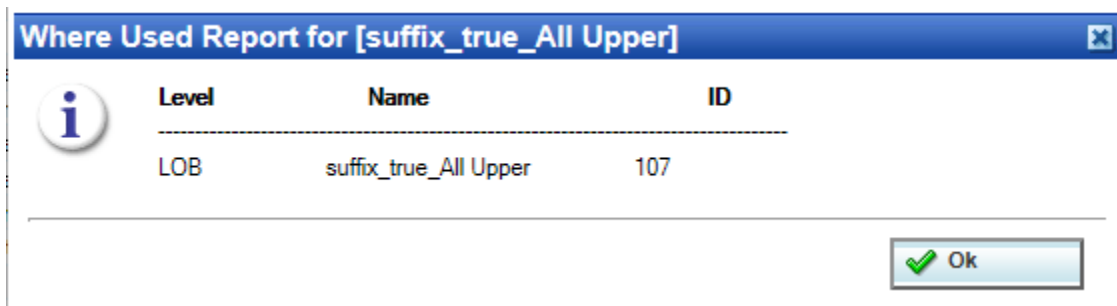 Where Used Report for [suffix_true_All Upper]
Level Name ID
--------------------------------------------------------------------------------------
LOB suffix_true_All Upper 107
Ok